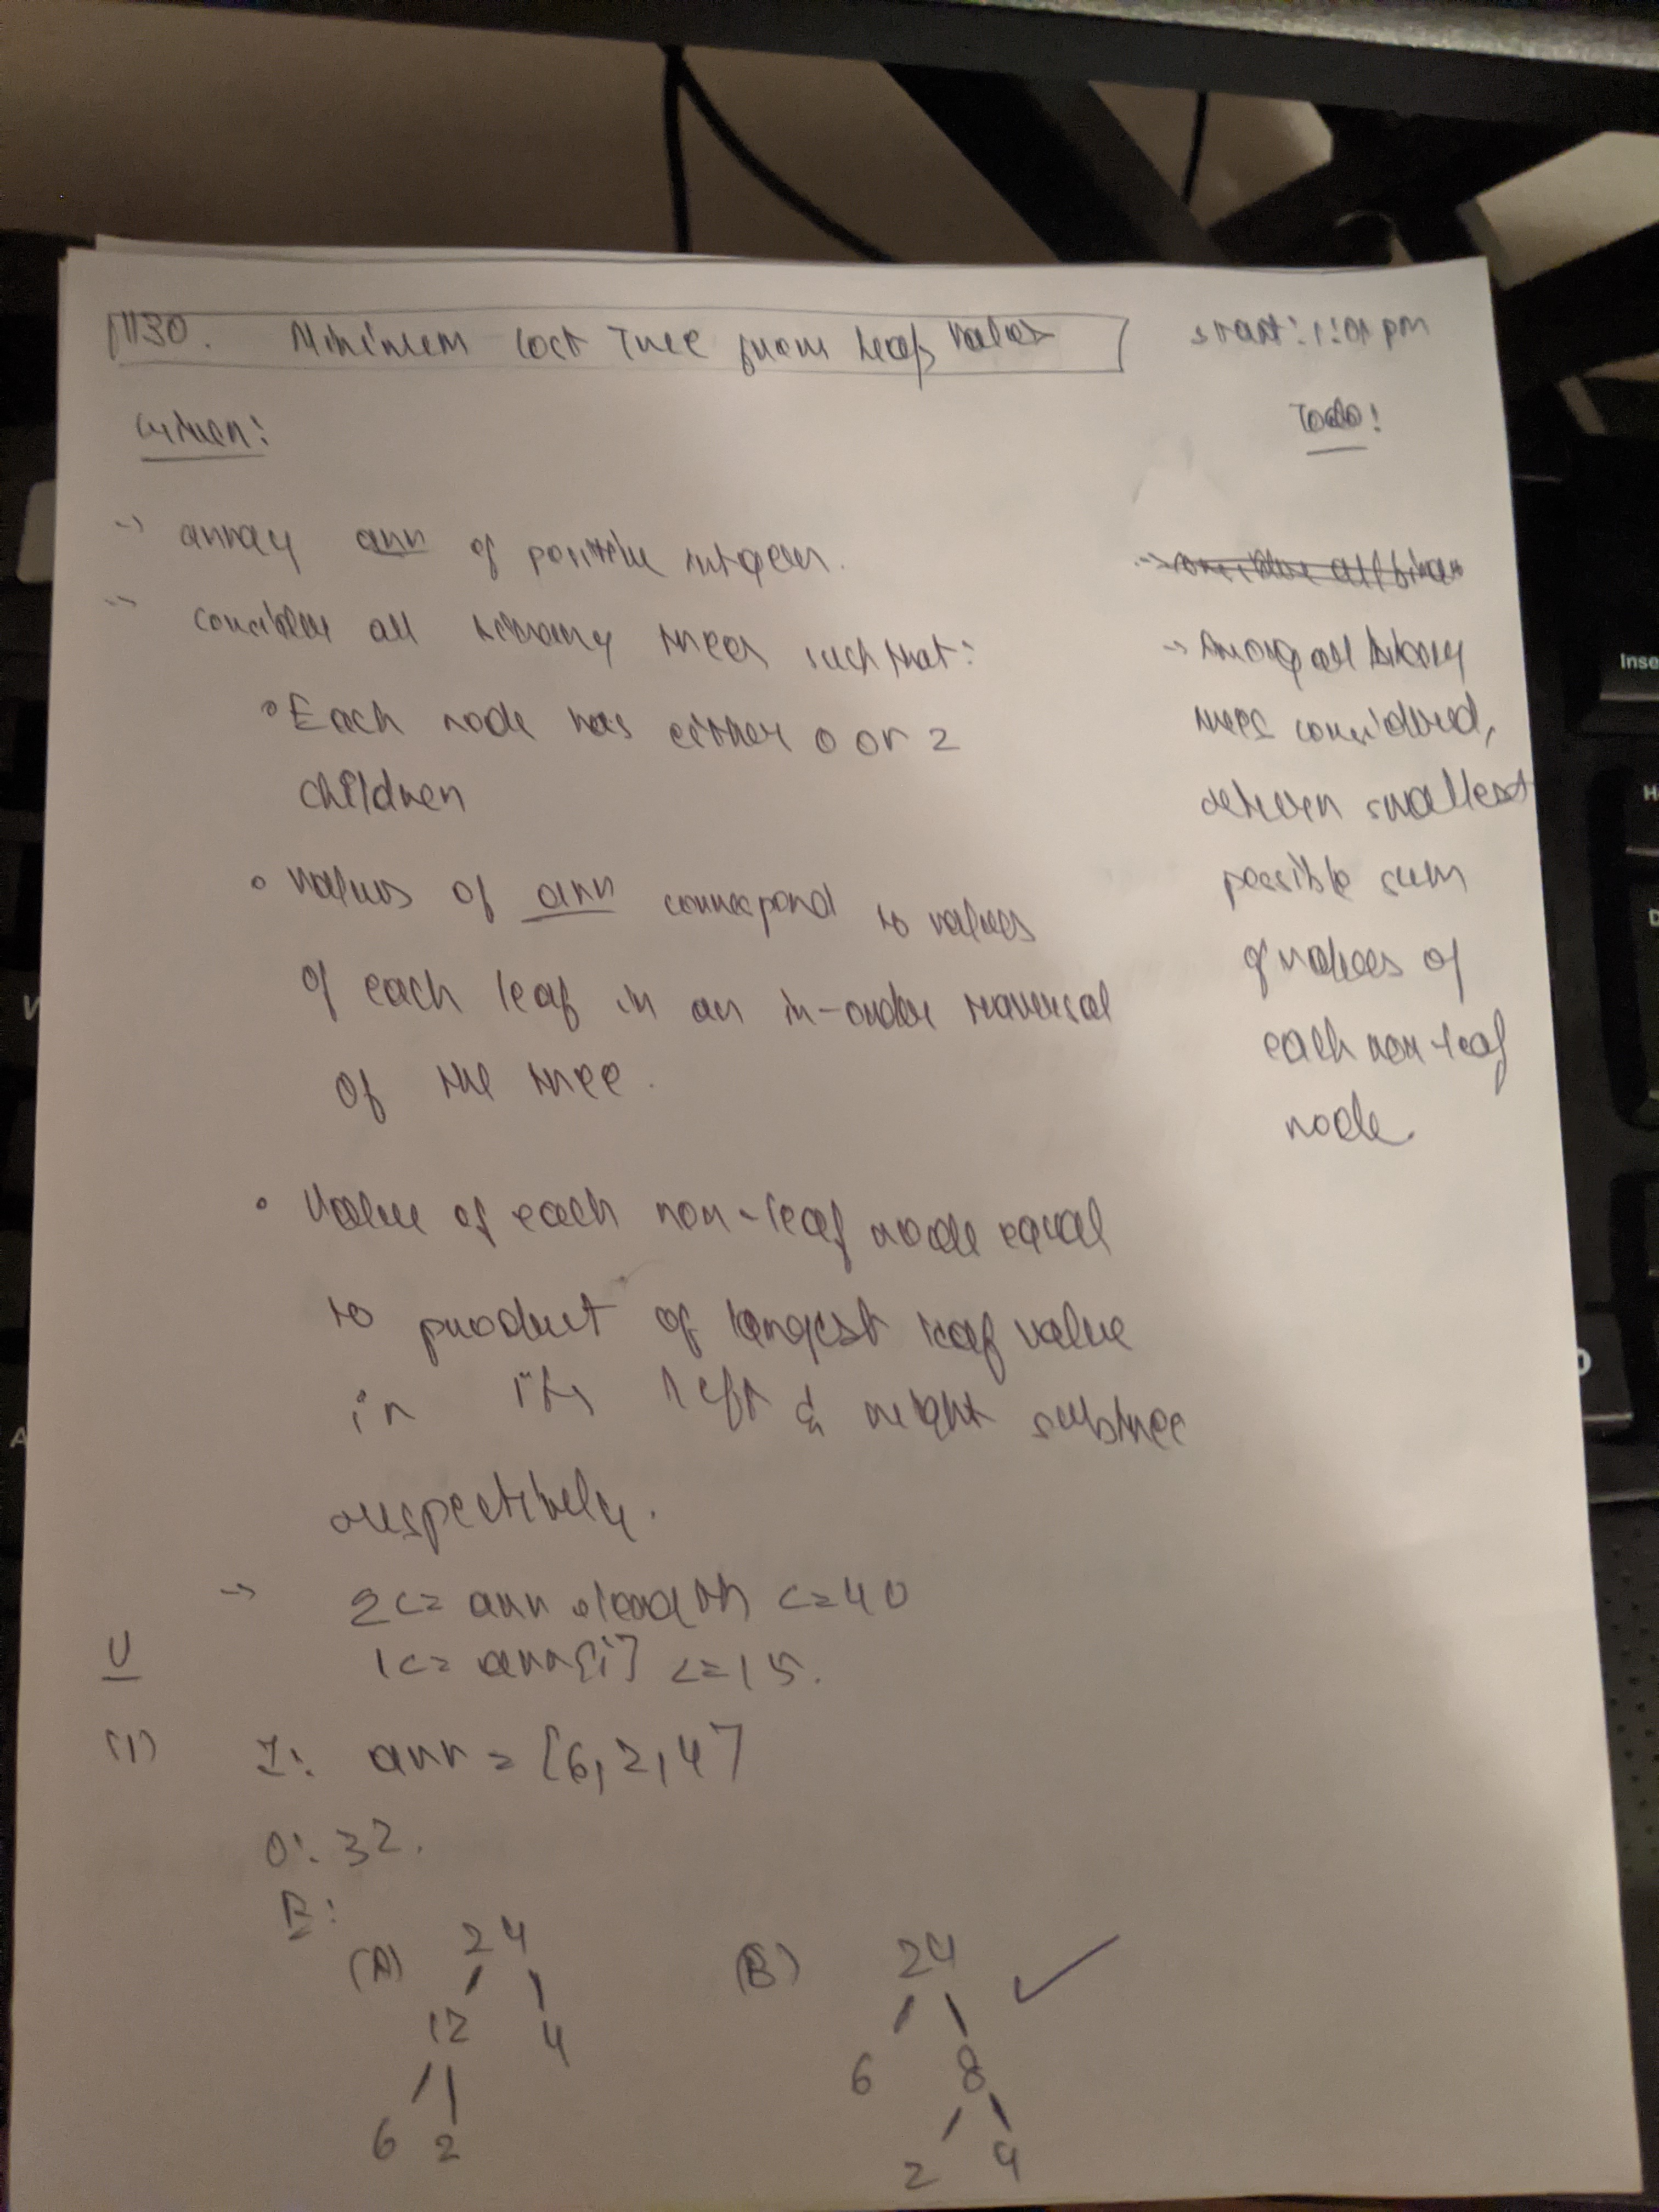 1130. Minimum Cost Tree from Leaf Values
start: 1:01 pm
Given:
Todo:
-> array arr of positive integers.
-> consider all binary trees such that:
• Each node has either 0 or 2
children
• values of arr correspond to values
of each leaf in an in-order traversal
of the tree.
• Value of each non-leaf node equal
to product of largest leaf value
in its left & right subtree
respectively.
-> 2 <= arr.length <= 40
1 <= arr[i] <= 15.
-> consider all binar
-> Among all binary
trees considered,
return smallest
possible sum
of values of
each non-leaf
node.
U
(1) I: arr = [6,2,4]
O: 32.
E:
(A) 24
12 4
6 2
(B) 24
6 8
2 4
Inse